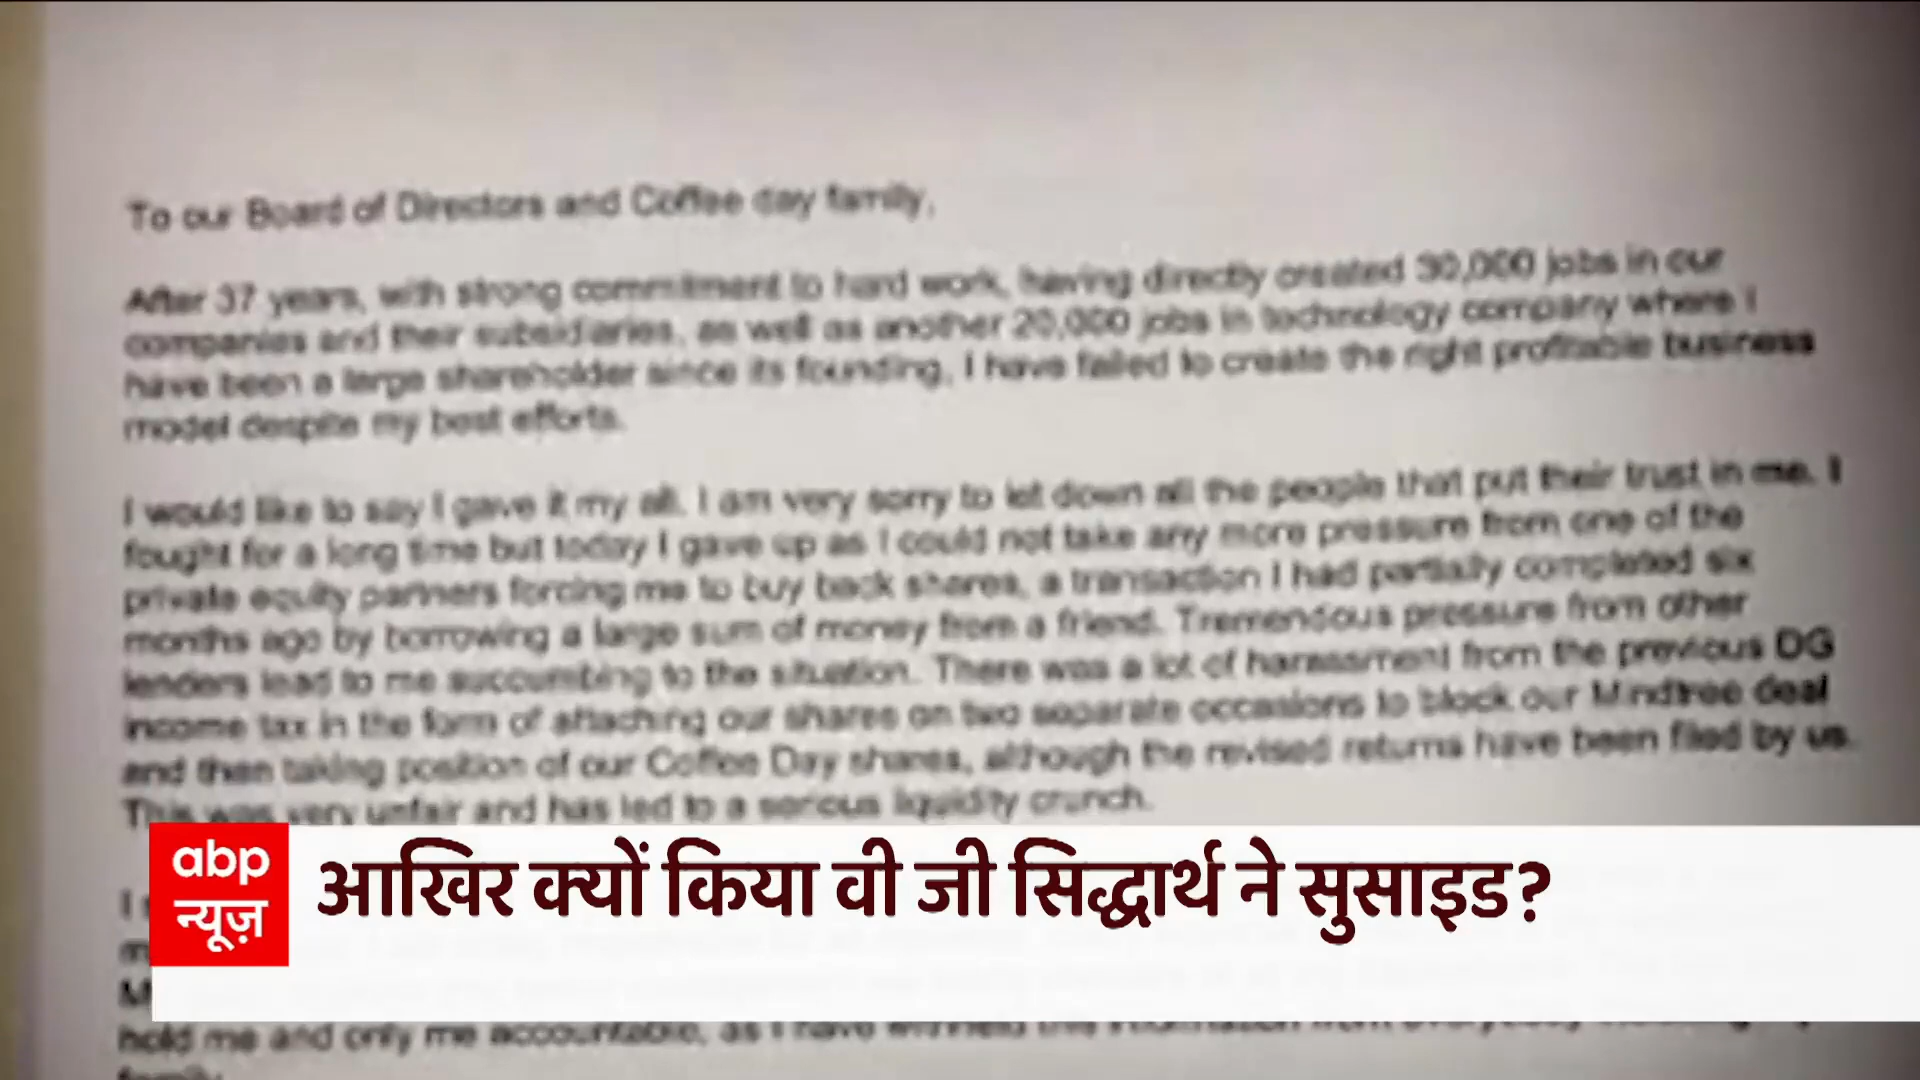 To our Board of Directors and Coffee day family,
After 37 years, with strong commitment to hard work, having directly created 30,000 jobs in our
companies and their subsidiaries, as well as another 20,000 jobs in technology company where I
have been a large shareholder since its founding, I have failed to create the right profitable business
model despite my best efforts.
I would like to say I gave it my all. I am very sorry to let down all the people that put their trust in me. I
fought for a long time but today I gave up as I could not take any more pressure from one of the
private equity partners forcing me to buy back shares, a transaction I had partially completed six
months ago by borrowing a large sum of money from a friend. Tremendous pressure from other
lenders lead to me succumbing to the situation. There was a lot of harassment from the previous DG
income tax in the form of attaching our shares on two separate occasions to block our Mindtree deal
and then taking position of our Coffee Day shares, although the revised returns have been filed by us.
This was very unfair and has led to a serious liquidity crunch.
abp
न्यूज़
आखिर क्यों किया वी जी सिद्धार्थ ने सुसाइड?
hold me and only me accountable, as I have withheld this information from